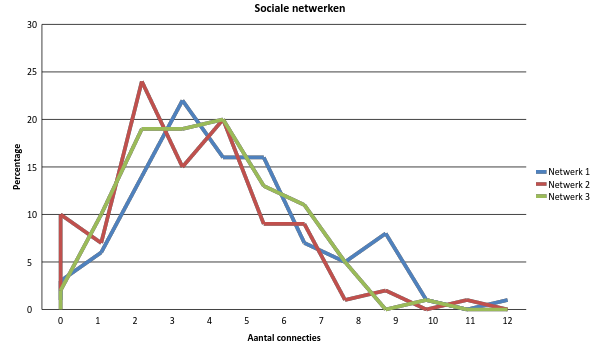 Sociale netwerken
30
25
20
15
10
5
0
Percentage
0 1 2 3 4 5 6 7 8 9 10 11 12
Aantal connecties
Netwerk 1
Netwerk 2
Netwerk 3